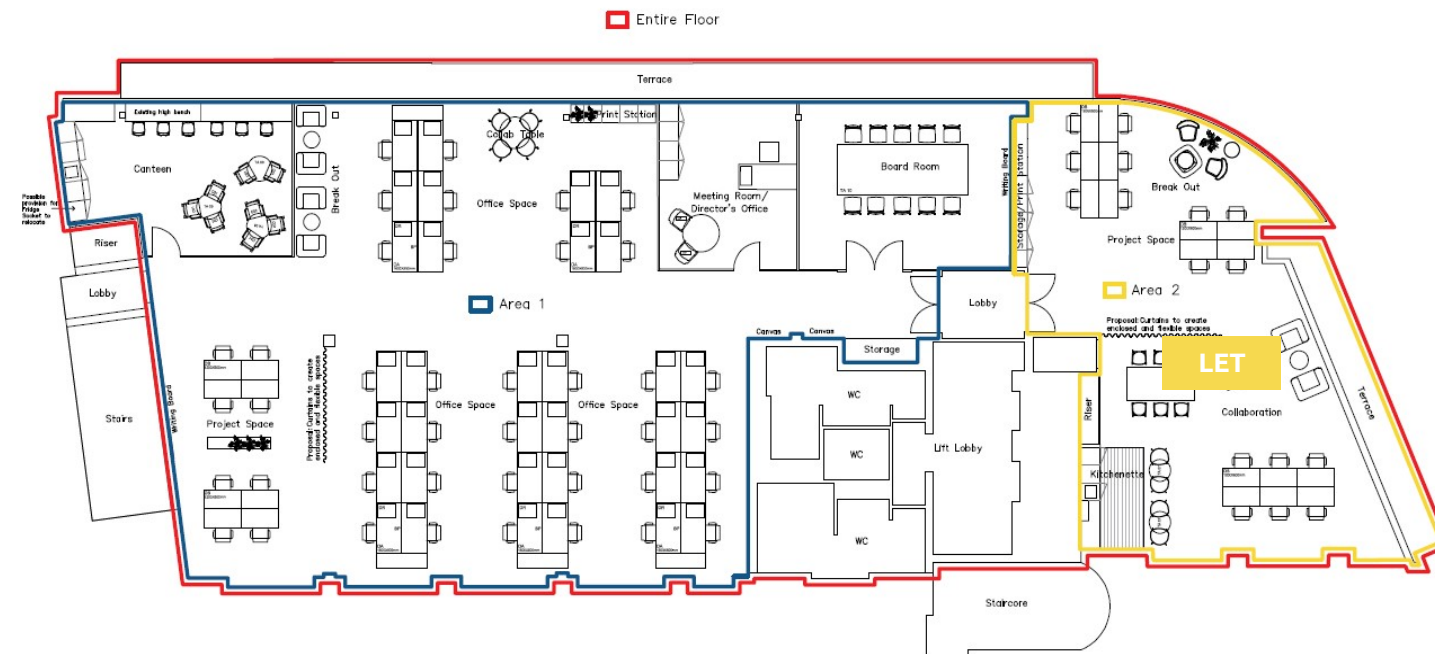 Entire Floor
Terrace
Existing high bench
Canteen
Break Out
Collab Table
Print Station
Office Space
Meeting Room/
Director's Office
Board Room
Writing Board
Storage/Print station
Break Out
Project Space
Possible
provision for
Fridge
Socket to
relocate
Riser
Lobby
Stairs
Area 1
Lobby
Area 2
Canvas
Canvas
Storage
Proposal:Curtains to create
enclosed and flexible spaces
LET
Collaboration
Terrace
Writing Board
Project Space
Proposal:Curtains to create
enclosed and flexible spaces
Office Space
Office Space
WC
WC
WC
Lift Lobby
Riser
Kitchenette
Staircore